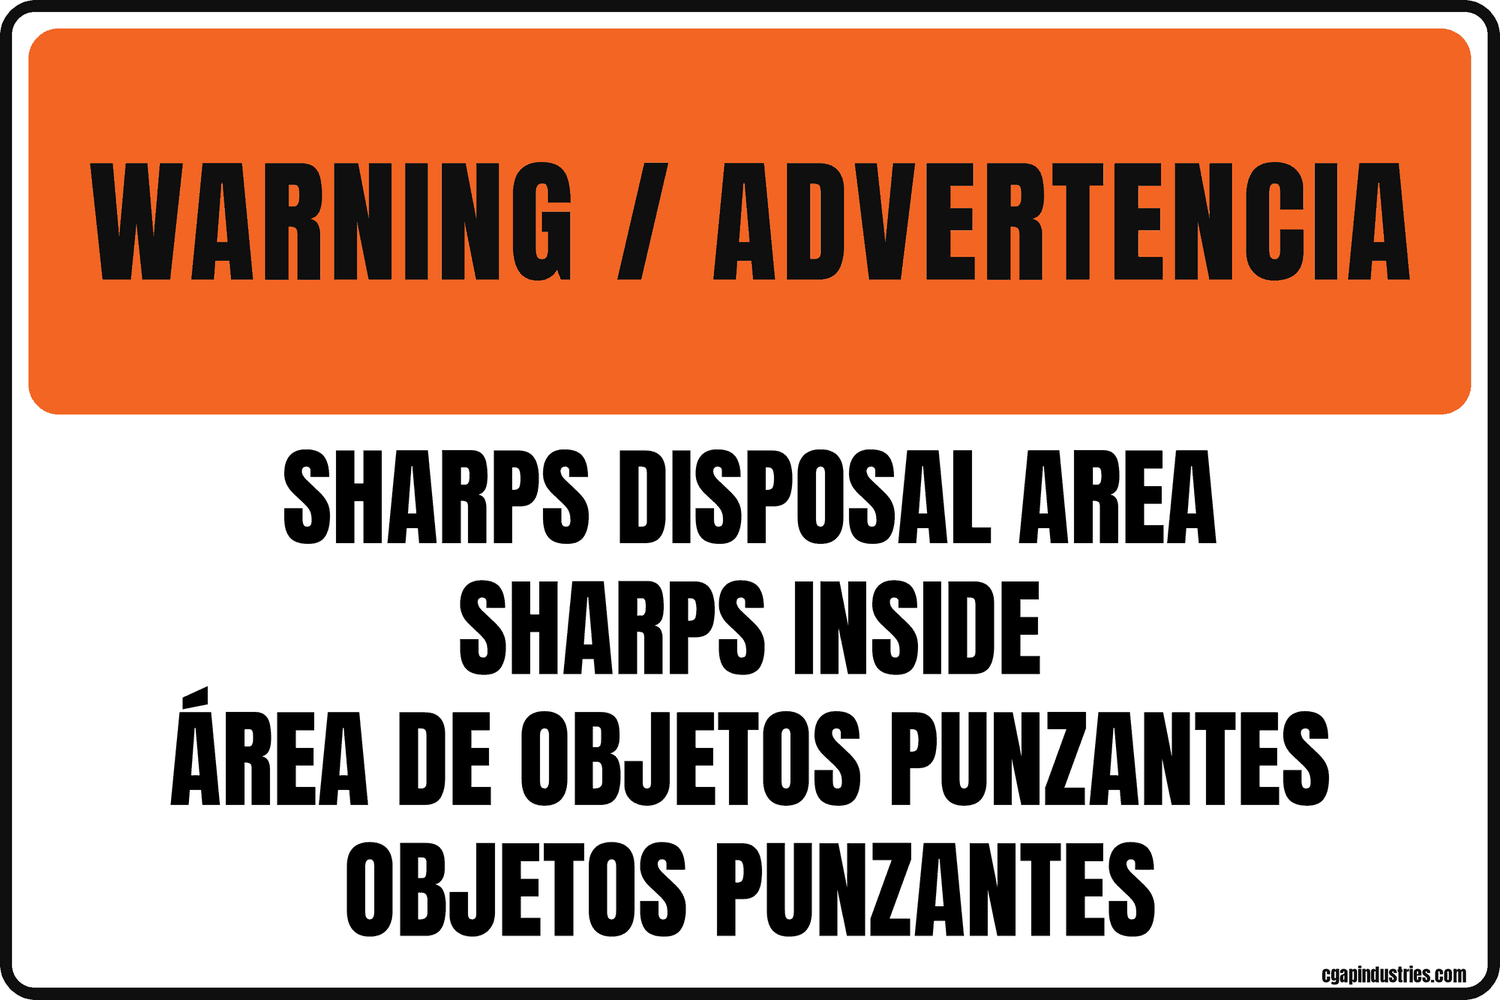 WARNING / ADVERTENCIA
SHARPS DISPOSAL AREA
SHARPS INSIDE
ÁREA DE OBJETOS PUNZANTES
OBJETOS PUNZANTES
cgapindustries.com